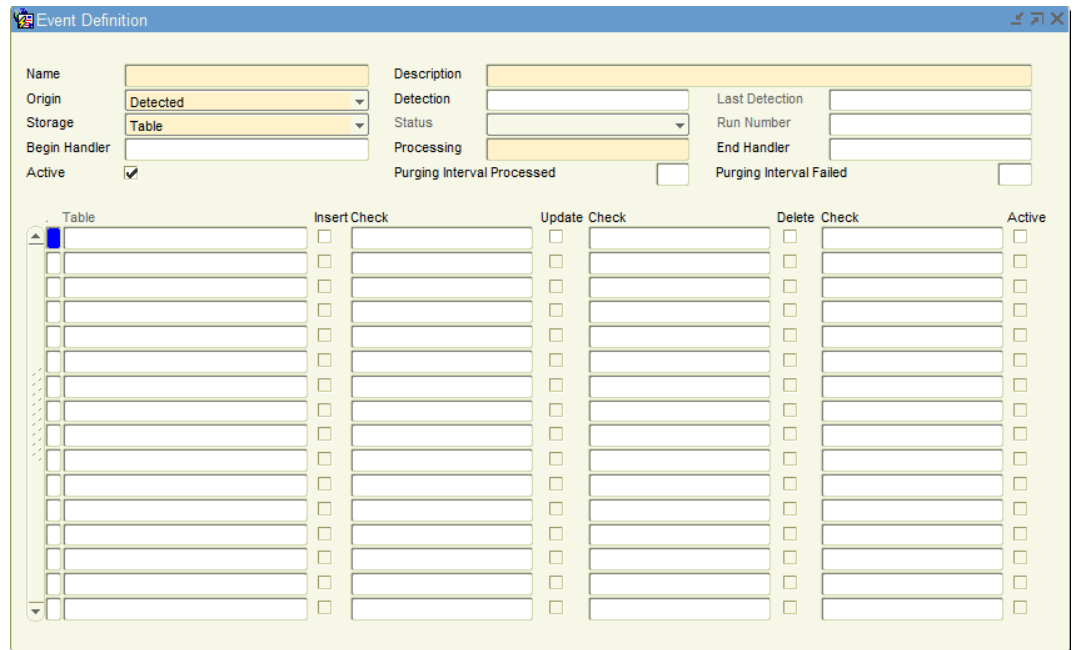 Event Definition
Name Description
Origin Detected Detection Last Detection
Storage Table Status Run Number
Begin Handler Processing End Handler
Active Purging Interval Processed Purging Interval Failed
. Table Insert Check Update Check Delete Check Active